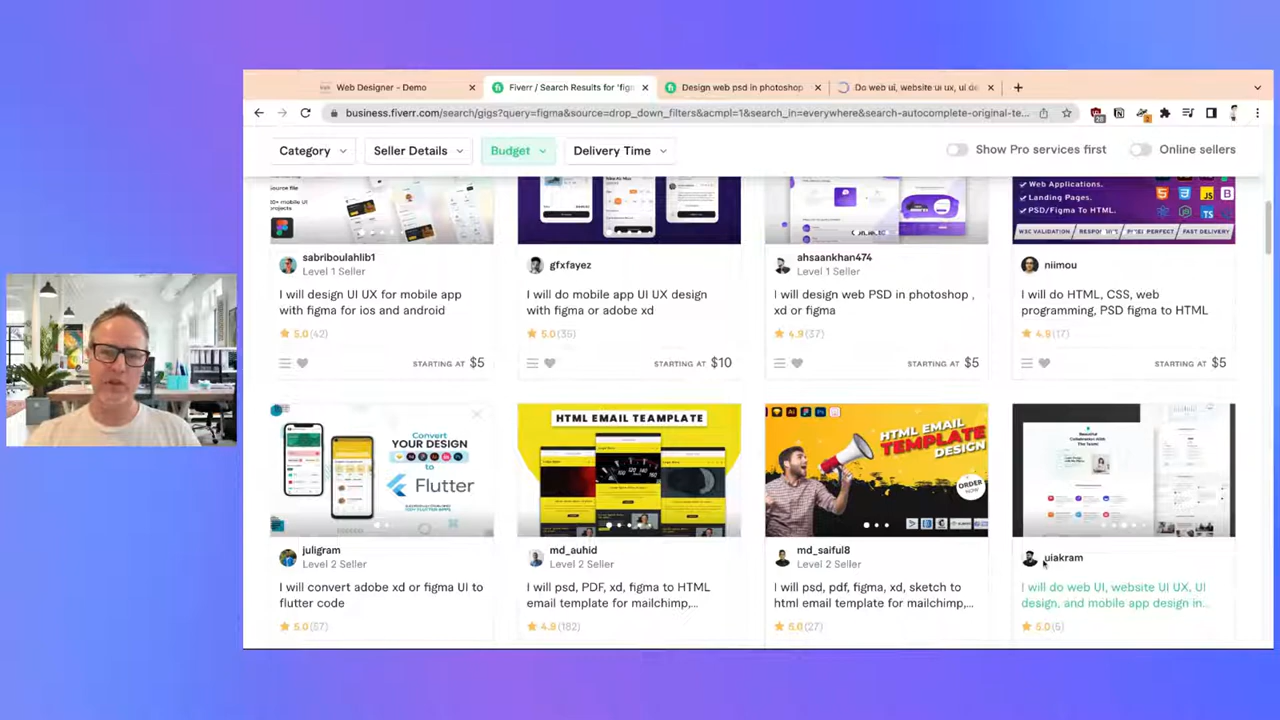 Web Designer - Demo
Fiverr / Search Results for 'figm
Design web psd in photoshop
Do web ui, website ui ux, ui de
business.fiverr.com/search/gigs?query=figma&source=drop_down_filters&acmpl=1&search_in=everywhere&search-autocomplete-original-te...
Category
Seller Details
Budget
Delivery Time
Show Pro services first
Online sellers
source file
mobile UI
projects
Web Applications.
Landing Pages.
PSD/Figma To HTML.
W3C VALIDATION
RESPONSIVE
PIXEL PERFECT
FAST DELIVERY
sabriboulahlib1
Level 1 Seller
I will design UI UX for mobile app
with figma for ios and android
5.0 (42)
STARTING AT $5
gfxfayez
I will do mobile app UI UX design
with figma or adobe xd
5.0 (35)
STARTING AT $10
ahsaankhan474
Level 1 Seller
I will design web PSD in photoshop ,
xd or figma
4.9 (37)
STARTING AT $5
niimou
I will do HTML, CSS, web
programming, PSD figma to HTML
4.9 (17)
STARTING AT $5
Convert
YOUR DESIGN
to
Flutter
juligram
Level 2 Seller
I will convert adobe xd or figma UI to
flutter code
5.0 (57)
HTML EMAIL TEAMPLATE
md_auhid
Level 2 Seller
I will psd, PDF, xd, figma to HTML
email template for mailchimp,...
4.9 (182)
HTML EMAIL
TEMPLATE
DESIGN
ORDER
NOW
md_saiful8
Level 2 Seller
I will psd, pdf, figma, xd, sketch to
html email template for mailchimp,...
5.0 (27)
uiakram
I will do web UI, website UI UX, UI
design, and mobile app design in...
5.0 (5)